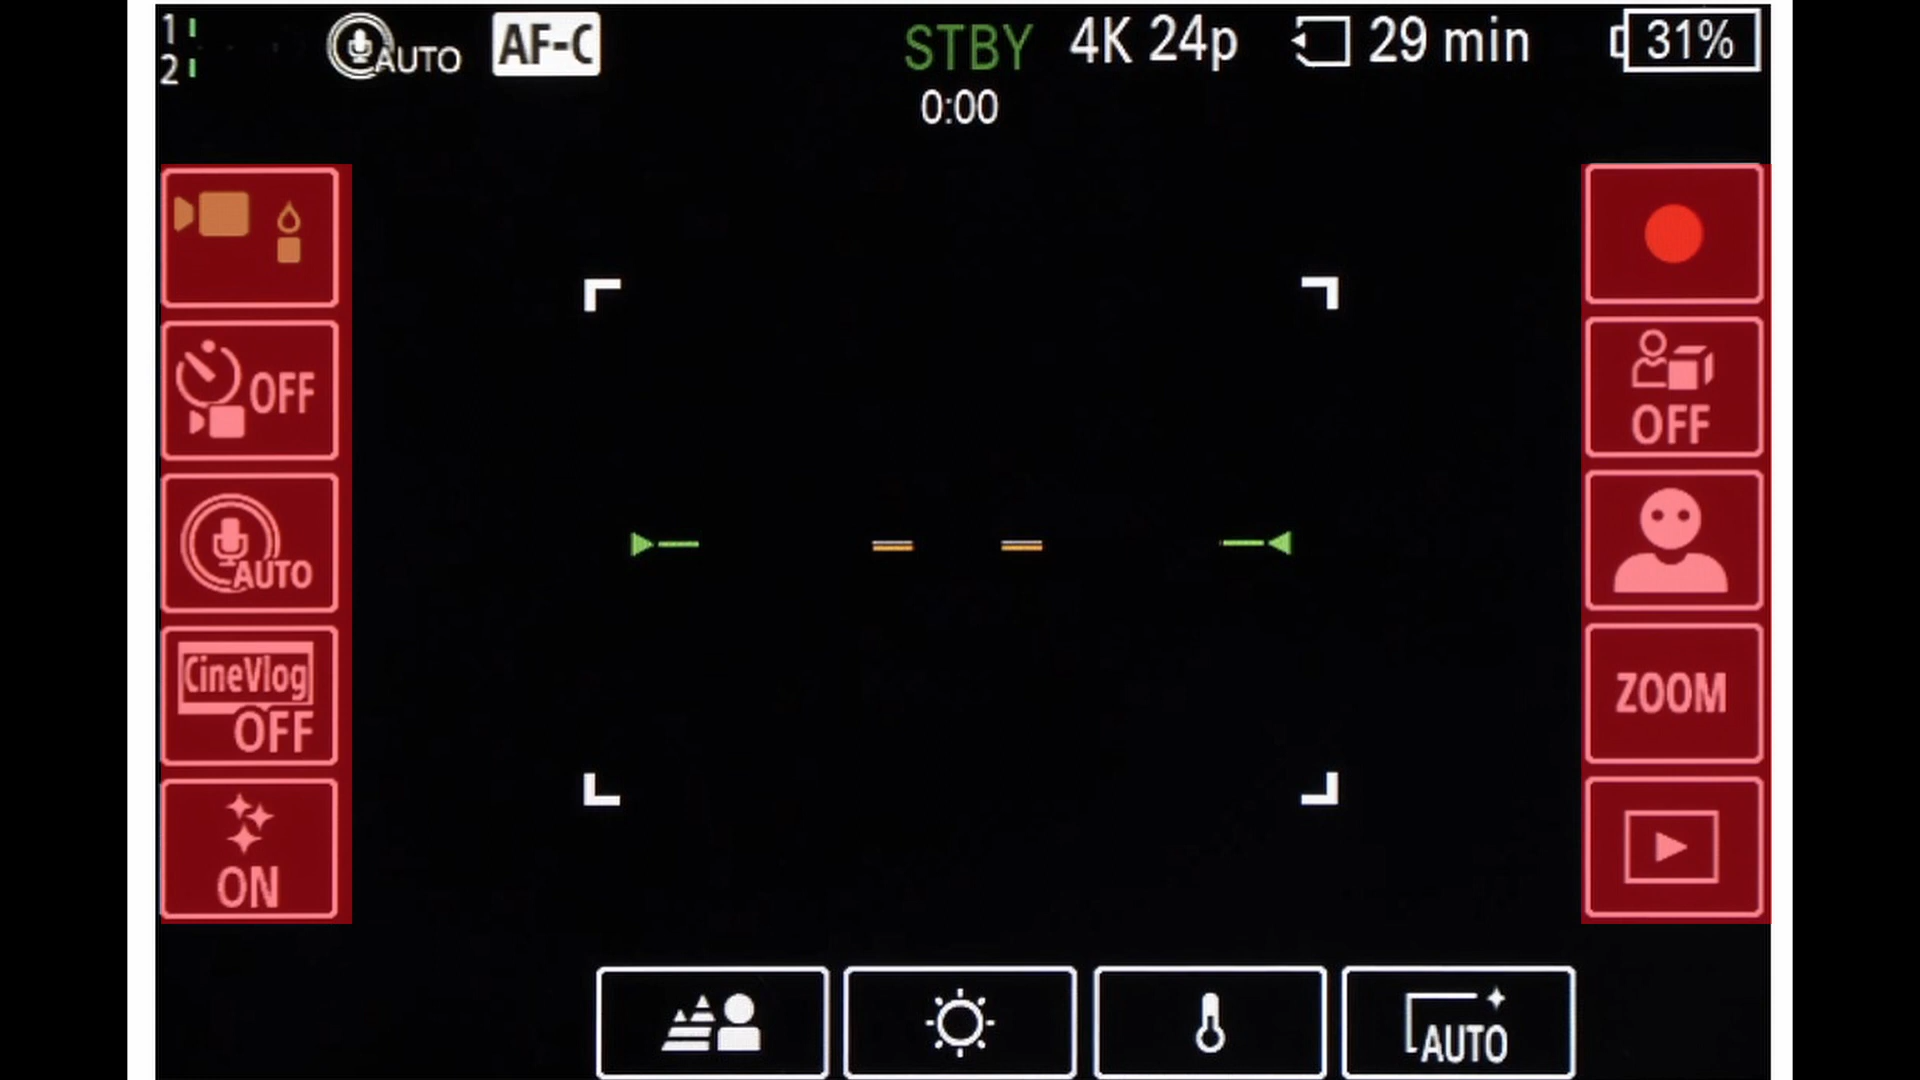 1
2
AUTO
AF-C
STBY 4K 24p 29 min 31%
0:00
OFF
OFF
AUTO
CineVlog
OFF
ZOOM
ON
AUTO